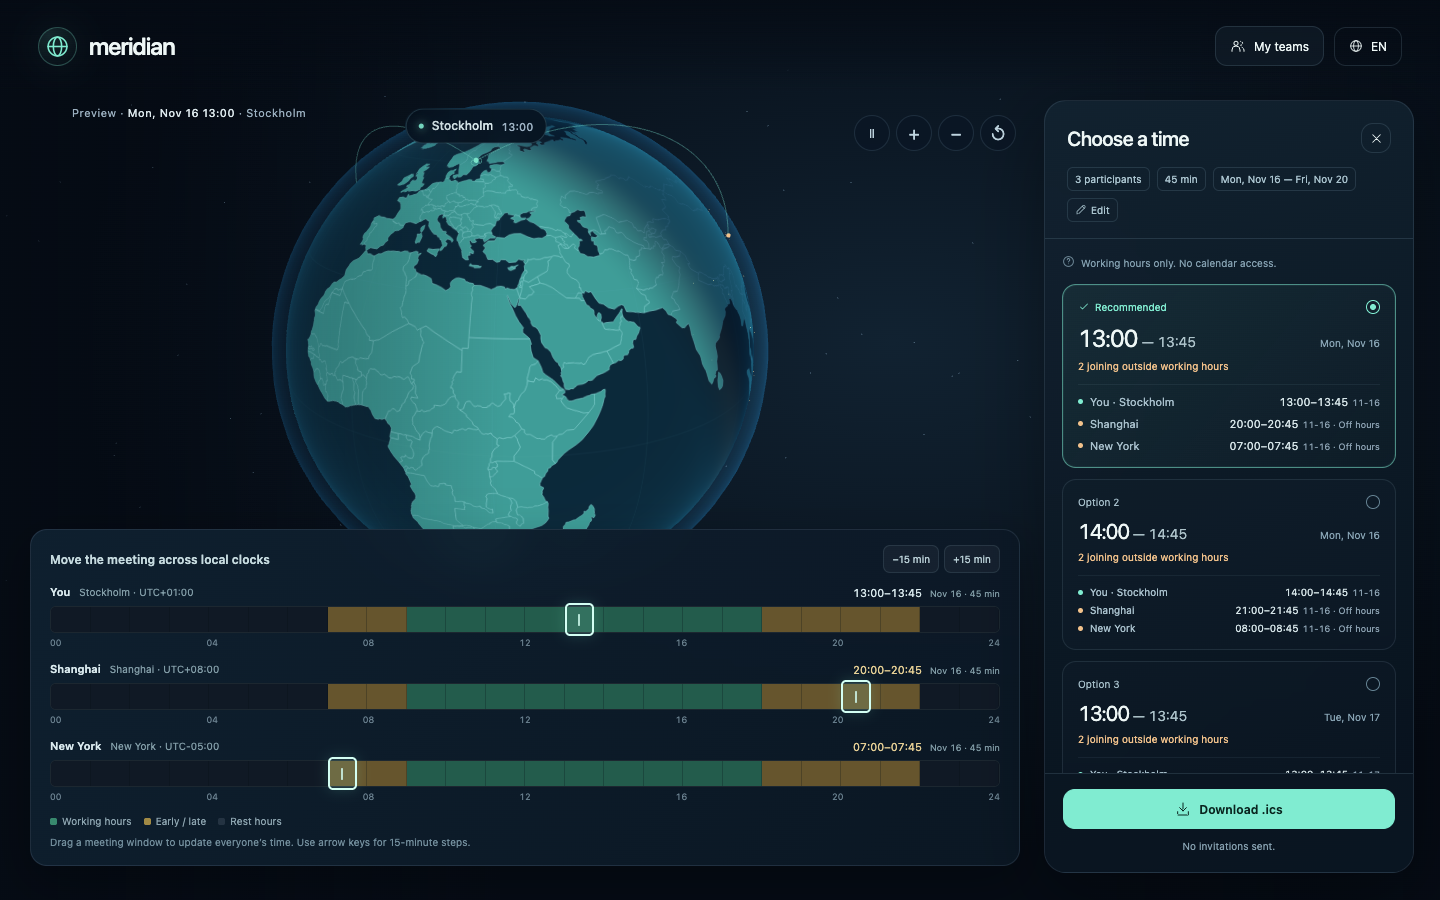 meridian
My teams
EN
Preview · Mon, Nov 16 13:00 · Stockholm
Stockholm 13:00
Choose a time
3 participants
45 min
Mon, Nov 16 — Fri, Nov 20
Edit
Working hours only. No calendar access.
Recommended
13:00 — 13:45 Mon, Nov 16
2 joining outside working hours
You · Stockholm 13:00–13:45 11-16
Shanghai 20:00–20:45 11-16 · Off hours
New York 07:00–07:45 11-16 · Off hours
Option 2
14:00 — 14:45 Mon, Nov 16
2 joining outside working hours
You · Stockholm 14:00–14:45 11-16
Shanghai 21:00–21:45 11-16 · Off hours
New York 08:00–08:45 11-16 · Off hours
Option 3
13:00 — 13:45 Tue, Nov 17
2 joining outside working hours
You · Stockholm 13:00–13:45 11-17
Download .ics
No invitations sent.
Move the meeting across local clocks
−15 min
+15 min
You Stockholm · UTC+01:00 13:00–13:45 Nov 16 · 45 min
00 04 08 12 16 20 24
Shanghai Shanghai · UTC+08:00 20:00–20:45 Nov 16 · 45 min
00 04 08 12 16 20 24
New York New York · UTC-05:00 07:00–07:45 Nov 16 · 45 min
00 04 08 12 16 20 24
Working hours Early / late Rest hours
Drag a meeting window to update everyone's time. Use arrow keys for 15-minute steps.